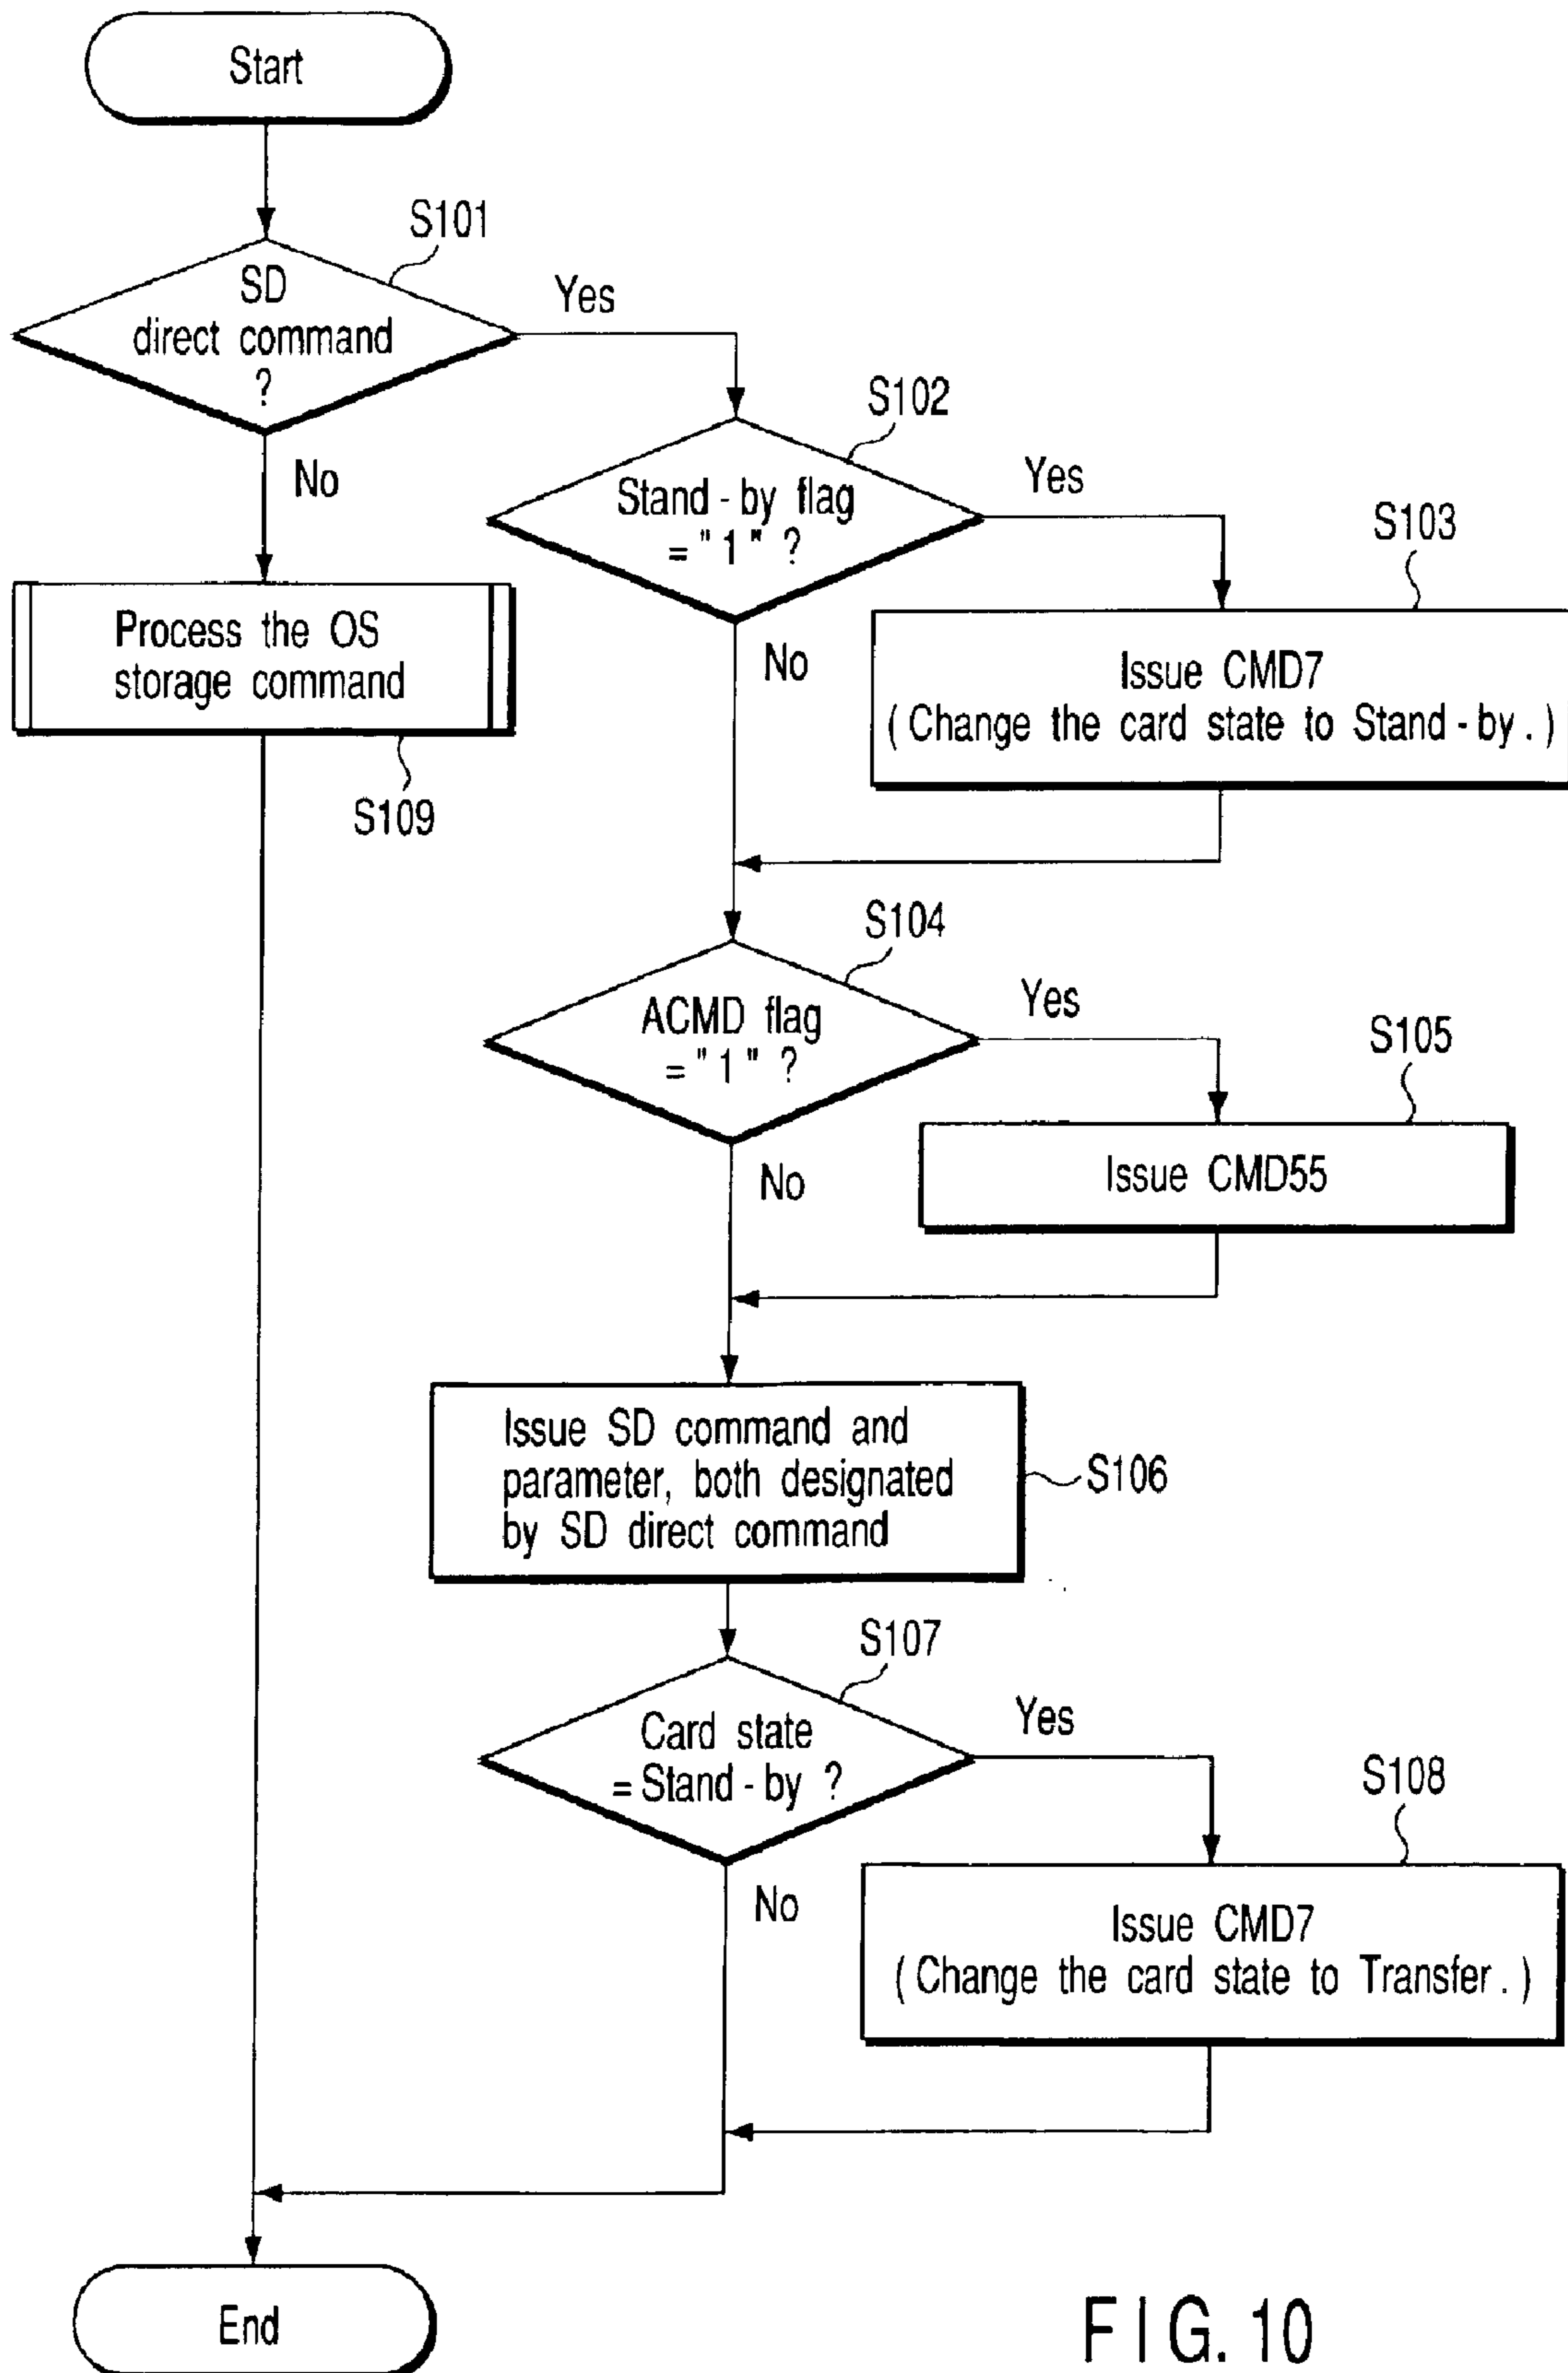 Start
S101
SD
direct command
?
Yes
No
S102
Stand-by flag
= "1" ?
Yes
No
S103
Issue CMD7
(Change the card state to Stand-by.)
Process the OS
storage command
S109
S104
ACMD flag
= "1" ?
Yes
No
S105
Issue CMD55
Issue SD command and
parameter, both designated
by SD direct command
S106
S107
Card state
= Stand-by ?
Yes
No
S108
Issue CMD7
(Change the card state to Transfer.)
End
FIG. 10